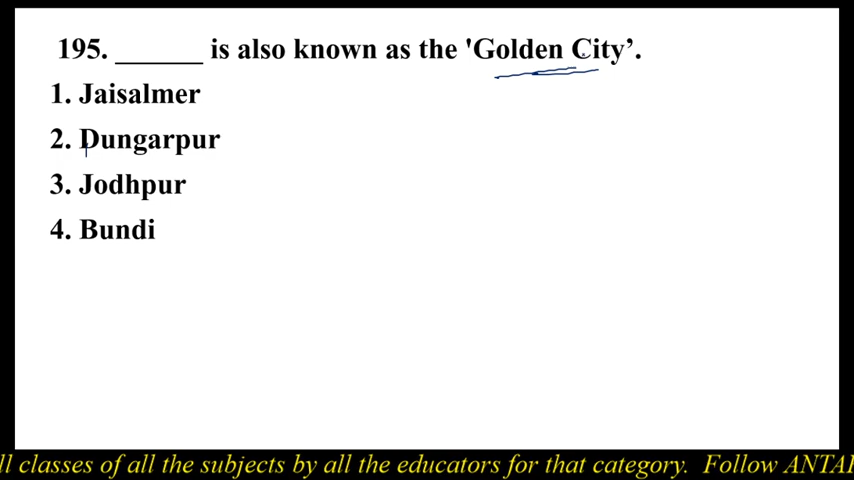 195. ______ is also known as the 'Golden City’.
1. Jaisalmer
2. Dungarpur
3. Jodhpur
4. Bundi
classes of all the subjects by all the educators for that category. Follow